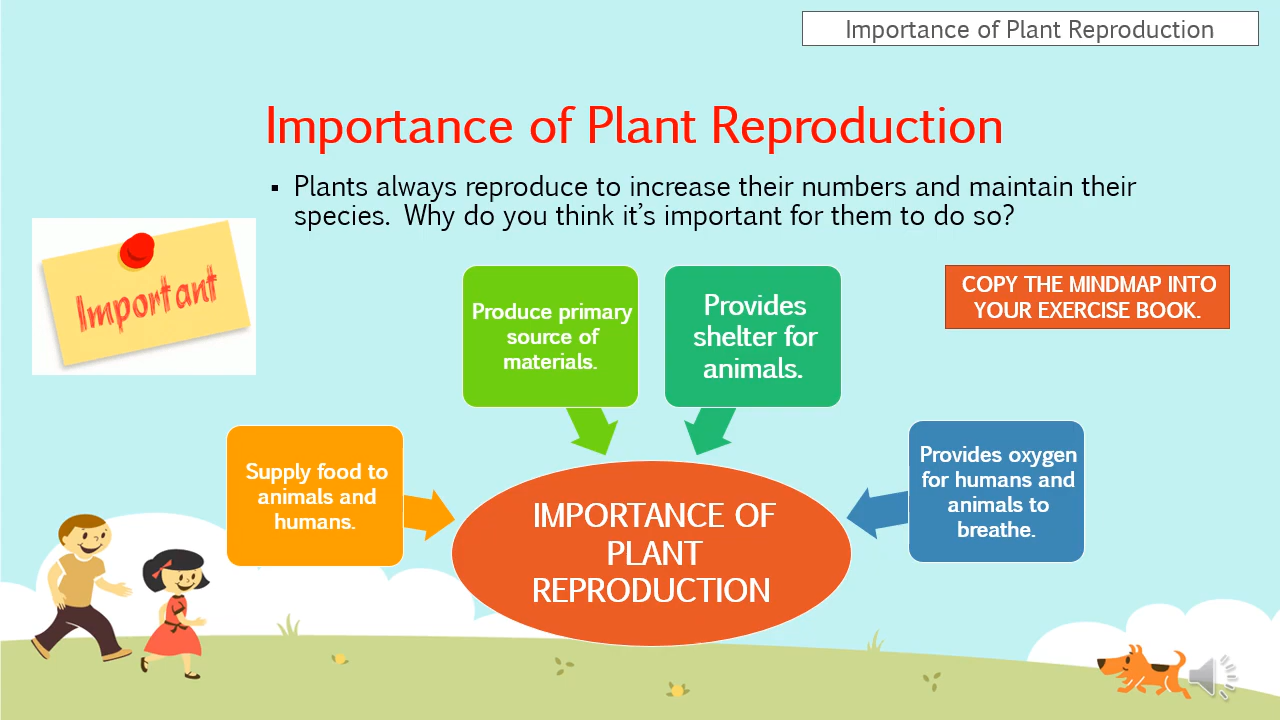 Importance of Plant Reproduction
Importance of Plant Reproduction
▪ Plants always reproduce to increase their numbers and maintain their
species.  Why do you think it's important for them to do so?
Important
COPY THE MINDMAP INTO
YOUR EXERCISE BOOK.
Produce primary
source of
materials.
Provides
shelter for
animals.
Supply food to
animals and
humans.
Provides oxygen
for humans and
animals to
breathe.
IMPORTANCE OF
PLANT
REPRODUCTION